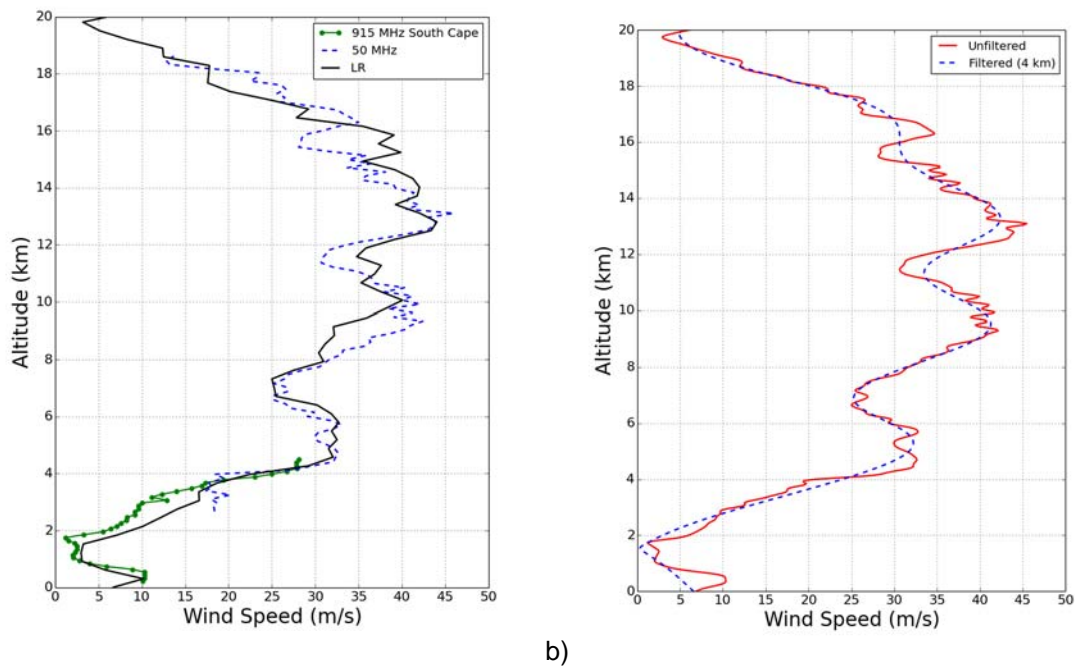 20
18
16
14
12
10
8
6
4
2
0
Altitude (km)
0 5 10 15 20 25 30 35 40 45 50
Wind Speed (m/s)
915 MHz South Cape
50 MHz
LR
20
18
16
14
12
10
8
6
4
2
0
Altitude (km)
0 5 10 15 20 25 30 35 40 45 50
Wind Speed (m/s)
Unfiltered
Filtered (4 km)
b)